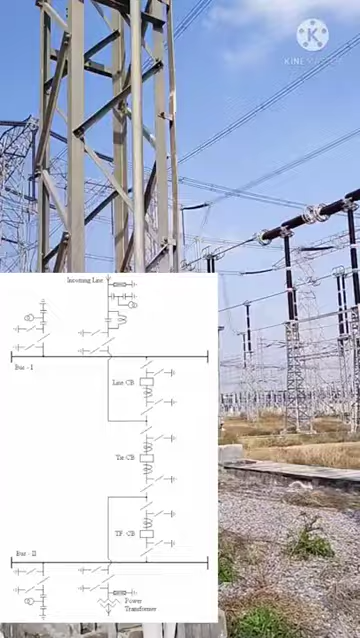 KINEMASTER
Incoming Line
Bus - I
Line CB
Tie CB
TF -CB
Bus - II
Power
Transformer